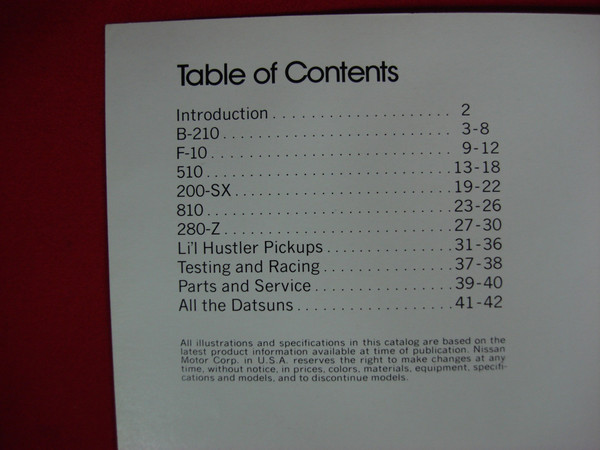 Table of Contents
Introduction . . . . . . . . . . . . . . . . . . . 2
B-210 . . . . . . . . . . . . . . . . . . . . . . . . 3-8
F-10 . . . . . . . . . . . . . . . . . . . . . . . . . 9-12
510 . . . . . . . . . . . . . . . . . . . . . . . . . . 13-18
200-SX . . . . . . . . . . . . . . . . . . . . . . . 19-22
810 . . . . . . . . . . . . . . . . . . . . . . . . . . 23-26
280-Z . . . . . . . . . . . . . . . . . . . . . . . . 27-30
Li'l Hustler Pickups . . . . . . . . . . . . . 31-36
Testing and Racing . . . . . . . . . . . . . . 37-38
Parts and Service . . . . . . . . . . . . . . . 39-40
All the Datsuns . . . . . . . . . . . . . . . . . 41-42
All illustrations and specifications in this catalog are based on the
latest product information available at time of publication. Nissan
Motor Corp. in U.S.A. reserves the right to make changes at any
time, without notice, in prices, colors, materials, equipment, specifi-
cations and models, and to discontinue models.